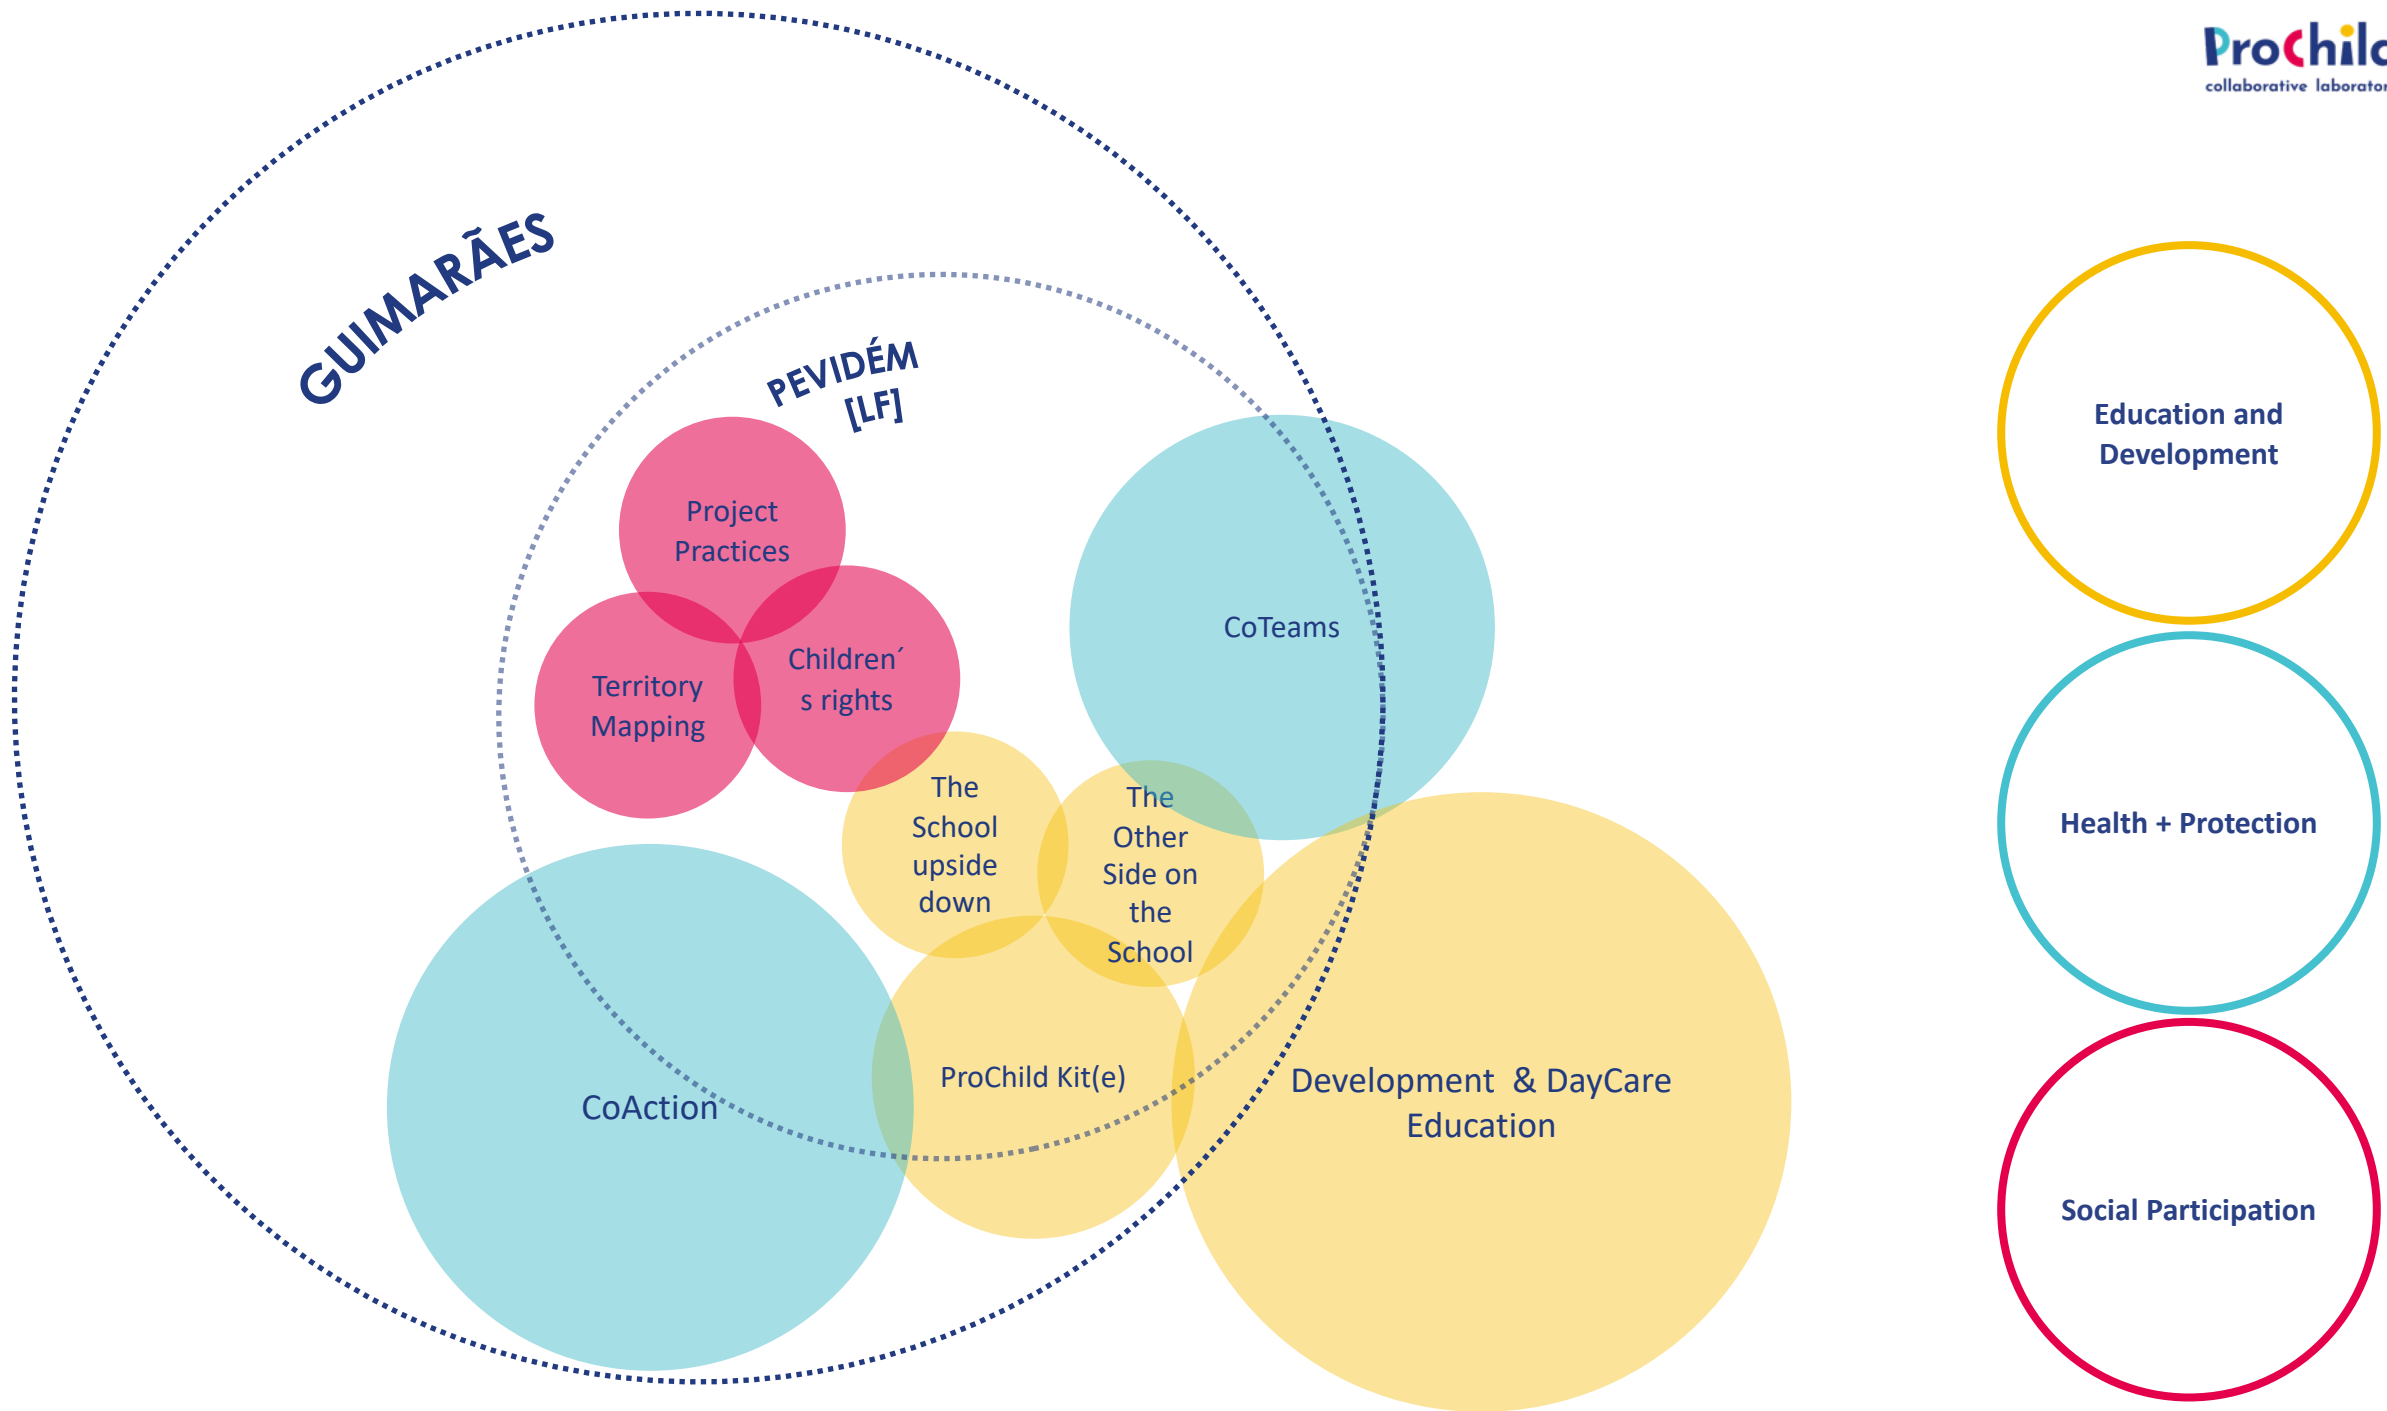 ProChild
collaborative laborator
GUIMARÃES
PEVIDÉM
[LF]
Project
Practices
Children´
s rights
Territory
Mapping
CoTeams
The
School
upside
down
The
Other
Side on
the
School
CoAction
ProChild Kit(e)
Development & DayCare
Education
Education and
Development
Health + Protection
Social Participation